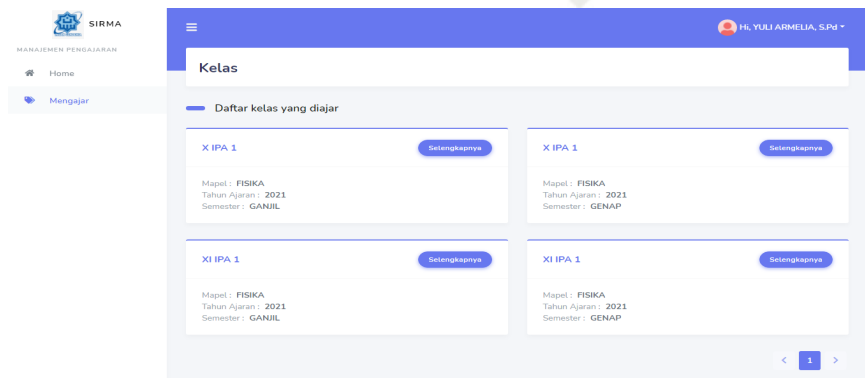 SIRMA
Hi, YULI ARMELIA, S.Pd
MANAJEMEN PENGAJARAN
Home
Mengajar
Kelas
Daftar kelas yang diajar
X IPA 1 Selengkapnya
Mapel : FISIKA
Tahun Ajaran : 2021
Semester : GANJIL
X IPA 1 Selengkapnya
Mapel : FISIKA
Tahun Ajaran : 2021
Semester : GENAP
XI IPA 1 Selengkapnya
Mapel : FISIKA
Tahun Ajaran : 2021
Semester : GANJIL
XI IPA 1 Selengkapnya
Mapel : FISIKA
Tahun Ajaran : 2021
Semester : GENAP
< 1 >